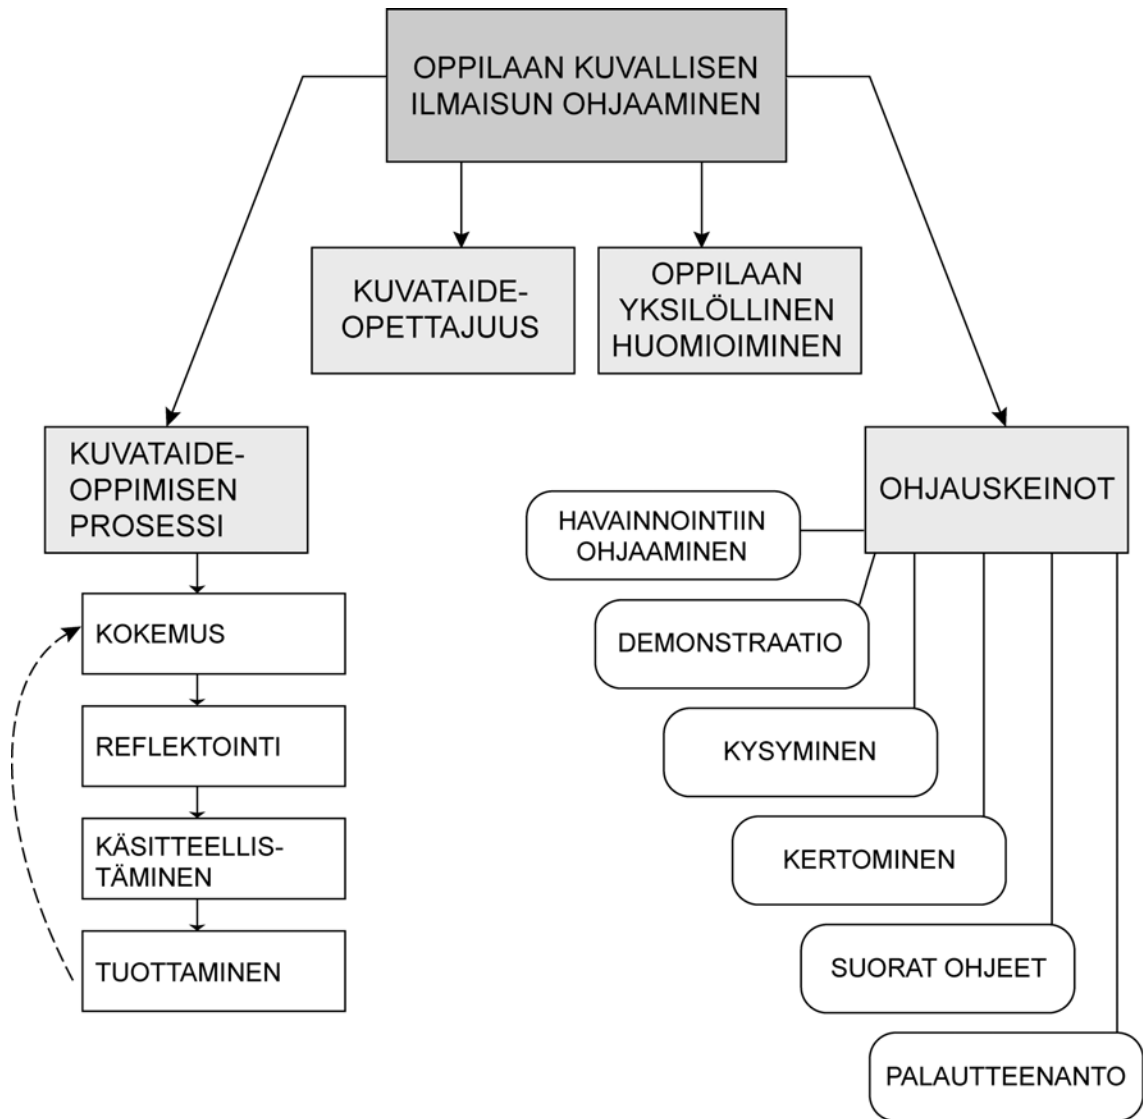 OPPILAAN KUVALLISEN
ILMAISUN OHJAAMINEN
KUVATAIDE-
OPETTAJUUS
OPPILAAN
YKSILÖLLINEN
HUOMIOIMINEN
KUVATAIDE-
OPPIMISEN
PROSESSI
KOKEMUS
REFLEKTOINTI
KÄSITTEELLIS-
TÄMINEN
TUOTTAMINEN
OHJAUSKEINOT
HAVAINNOINTIIN
OHJAAMINEN
DEMONSTRAATIO
KYSYMINEN
KERTOMINEN
SUORAT OHJEET
PALAUTTEENANTO